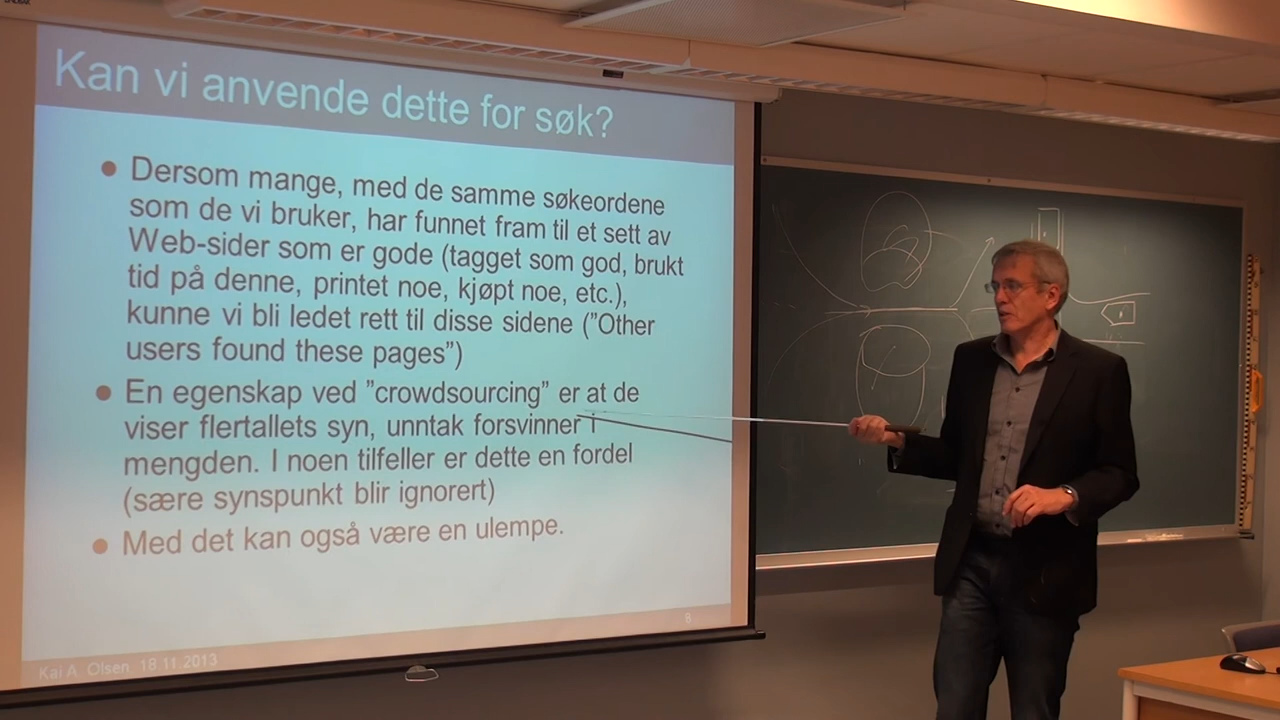 Kan vi anvende dette for søk?
Dersom mange, med de samme søkeordene
som de vi bruker, har funnet fram til et sett av
Web-sider som er gode (tagget som god, brukt
tid på denne, printet noe, kjøpt noe, etc.),
kunne vi bli ledet rett til disse sidene ("Other
users found these pages")
En egenskap ved "crowdsourcing" er at de
viser flertallets syn, unntak forsvinner i
mengden. I noen tilfeller er dette en fordel
(sære synspunkt blir ignorert)
Med det kan også være en ulempe.
Kai A. Olsen, 18.11.2013